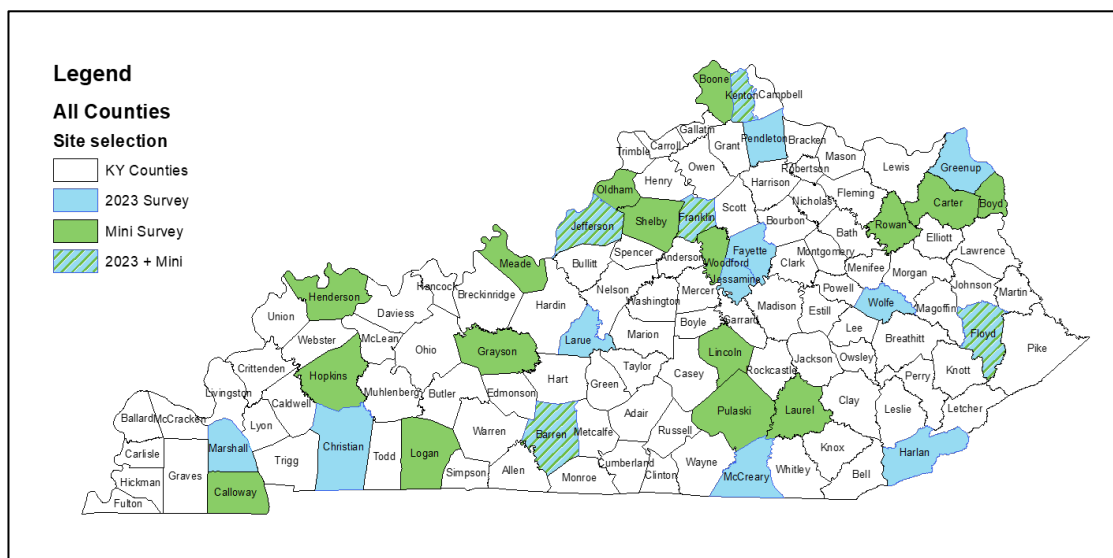 Legend
All Counties
Site selection
KY Counties
2023 Survey
Mini Survey
2023 + Mini
Boone
Kenton
Campbell
Gallatin
Grant
Pendleton
Bracken
Trimble
Carroll
Owen
Mason
Robertson
Lewis
Greenup
Henry
Harrison
Fleming
Oldham
Nicholas
Carter
Boyd
Jefferson
Shelby
Franklin
Scott
Bourbon
Rowan
Bath
Elliott
Lawrence
Spencer
Anderson
Woodford
Fayette
Montgomery
Bullitt
Clark
Menifee
Morgan
Meade
Jessamine
Powell
Johnson
Martin
Hancock
Breckinridge
Nelson
Mercer
Washington
Madison
Estill
Wolfe
Magoffin
Henderson
Daviess
Hardin
Garrard
Lee
Floyd
Union
Webster
McLean
Ohio
Grayson
Larue
Marion
Boyle
Lincoln
Jackson
Owsley
Breathitt
Pike
Crittenden
Hopkins
Muhlenberg
Butler
Edmonson
Hart
Green
Taylor
Casey
Rockcastle
Perry
Knott
Livingston
Caldwell
Pulaski
Laurel
Clay
Leslie
Letcher
Ballard
McCracken
Lyon
Warren
Barren
Metcalfe
Adair
Russell
Marshall
Christian
Todd
Logan
Knox
Harlan
Carlisle
Trigg
Simpson
Allen
Monroe
Cumberland
Clinton
Wayne
McCreary
Whitley
Bell
Hickman
Graves
Calloway
Fulton